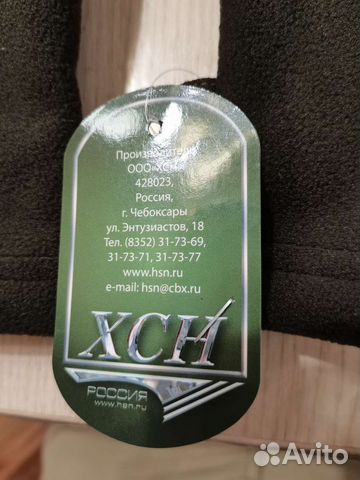 Производитель
ООО «ХСН»
428023,
Россия,
г. Чебоксары
ул. Энтузиастов, 18
Тел. (8352) 31-73-69,
31-73-71, 31-73-77
www.hsn.ru
e-mail: hsn@cbx.ru
ХСН
РОССИЯ
www.hsn.ru
Avito